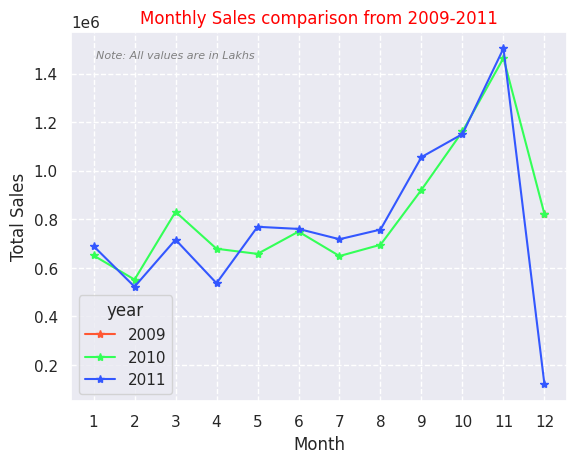 Monthly Sales comparison from 2009-2011
1e6
Note: All values are in Lakhs
1.4
1.2
1.0
0.8
0.6
0.4
0.2
Total Sales
year
2009
2010
2011
1 2 3 4 5 6 7 8 9 10 11 12
Month